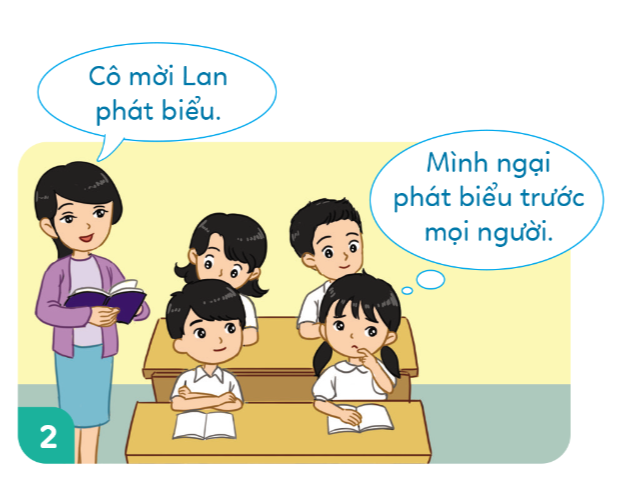 Cô mời Lan
phát biểu.
Mình ngại
phát biểu trước
mọi người.
2